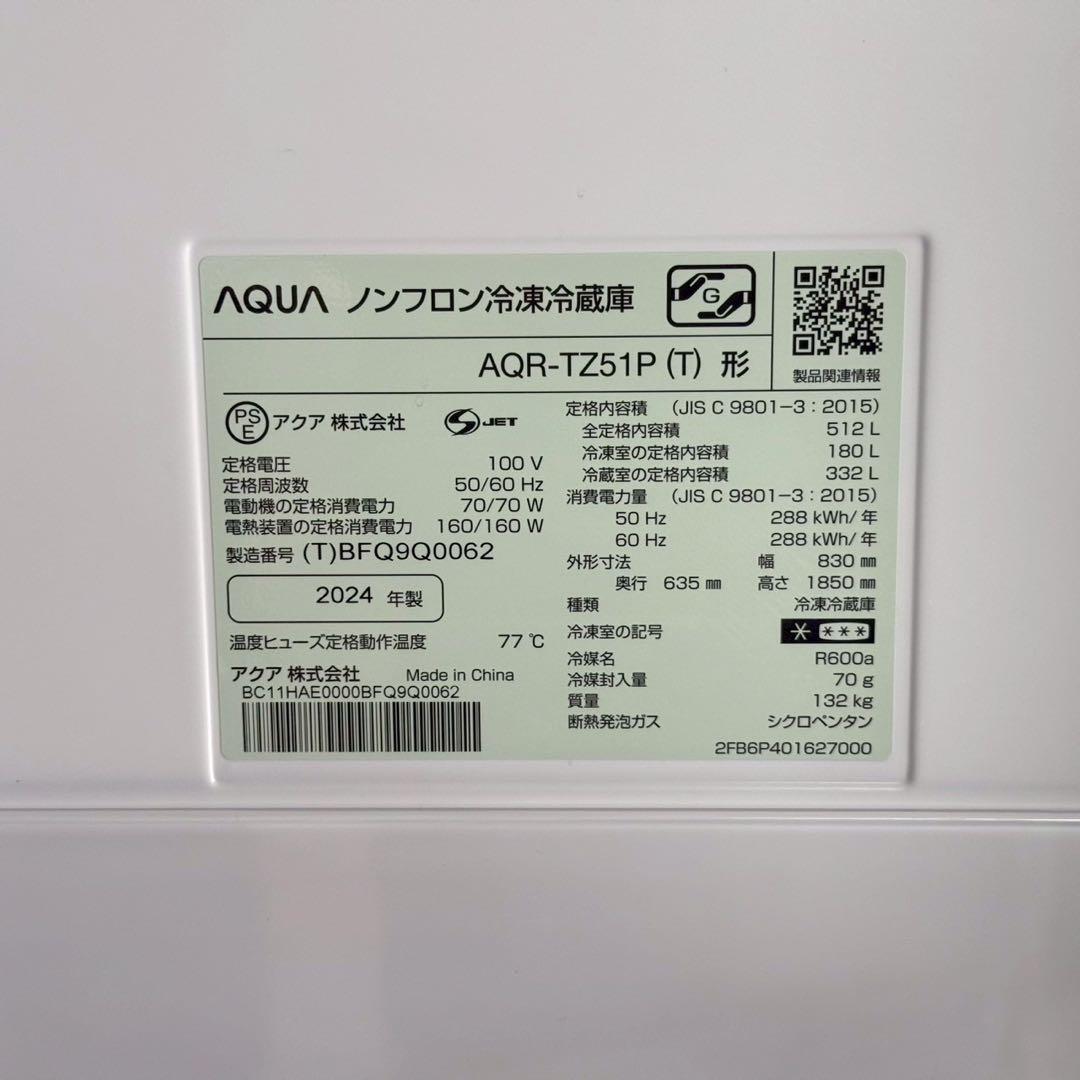 AQUA ノンフロン冷凍冷蔵庫
G
製品関連情報
AQR-TZ51P (T) 形
PS
E
アクア 株式会社
S JET
定格電圧 100 V
定格周波数 50/60 Hz
電動機の定格消費電力 70/70 W
電熱装置の定格消費電力 160/160 W
製造番号 (T)BFQ9Q0062
2024 年製
温度ヒューズ定格動作温度 77 ℃
アクア 株式会社 Made in China
BC11HAE0000BFQ9Q0062
定格内容積 (JIS C 9801-3:2015)
全定格内容積 512 L
冷凍室の定格内容積 180 L
冷蔵室の定格内容積 332 L
消費電力量 (JIS C 9801-3:2015)
50 Hz 288 kWh/年
60 Hz 288 kWh/年
外形寸法 幅 830 ㎜
奥行 635 ㎜ 高さ 1850 ㎜
種類 冷凍冷蔵庫
冷凍室の記号 * ***
冷媒名 R600a
冷媒封入量 70 g
質量 132 kg
断熱発泡ガス シクロペンタン
2FB6P401627000